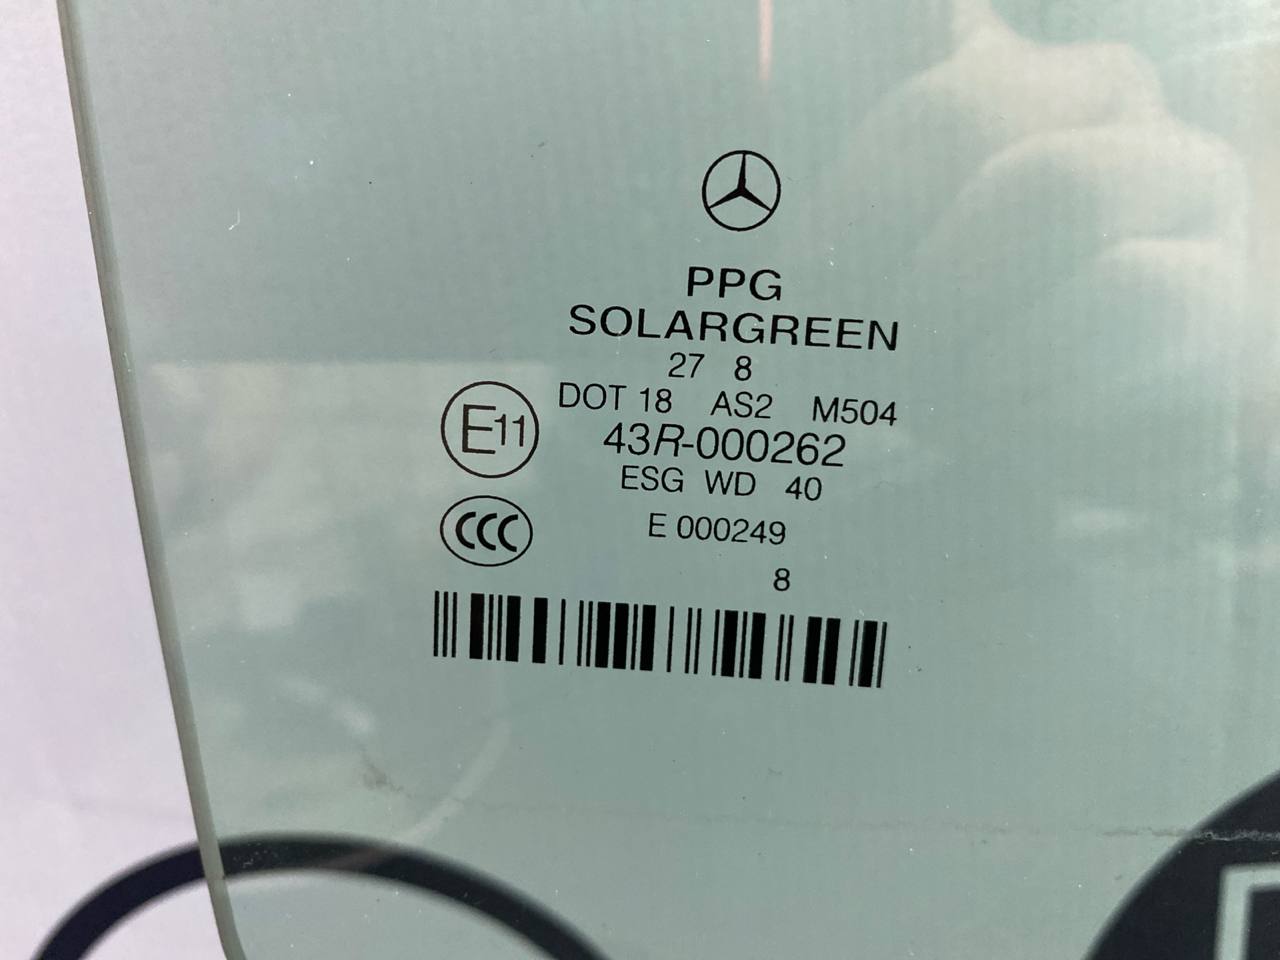 PPG
SOLARGREEN
27 8
DOT 18 AS2 M504
E11
43R-000262
ESG WD 40
CCC
E 000249
8